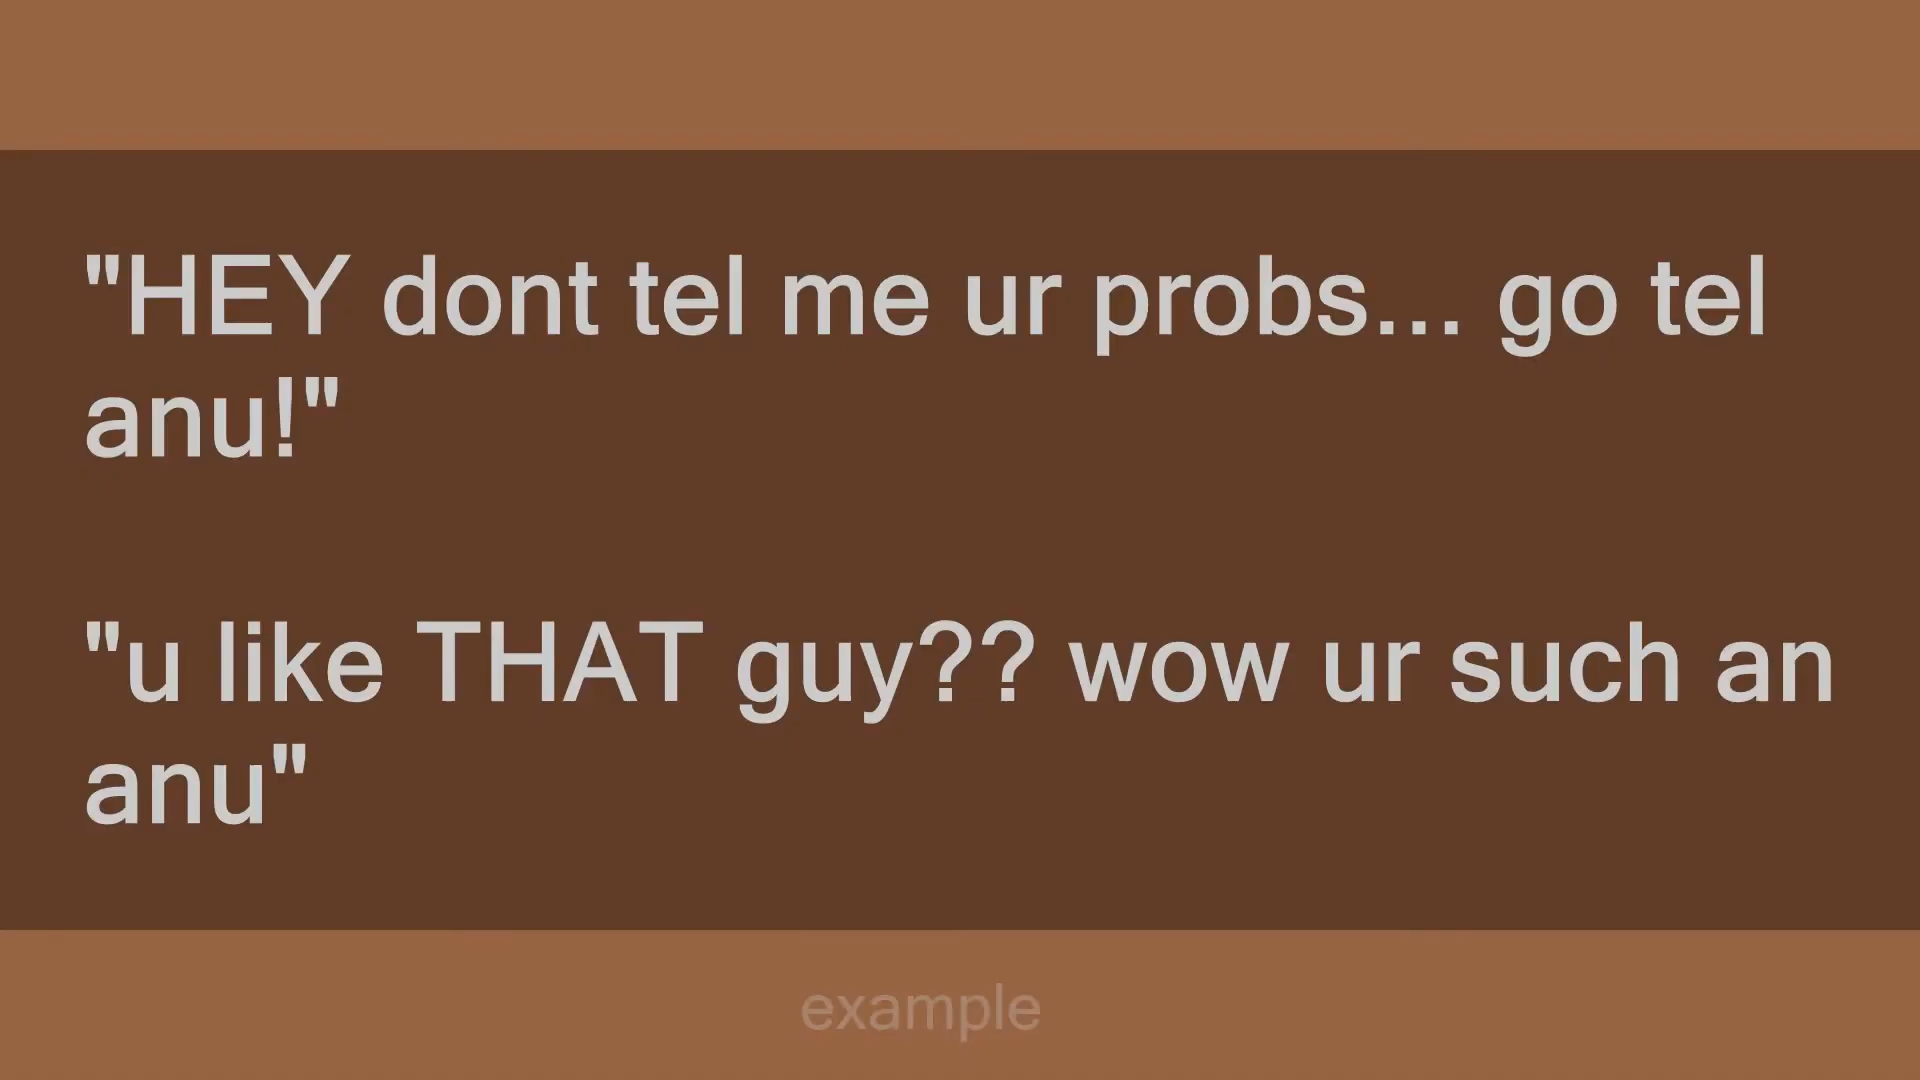 "HEY dont tel me ur probs... go tel
anu!"
"u like THAT guy?? wow ur such an
anu"
example